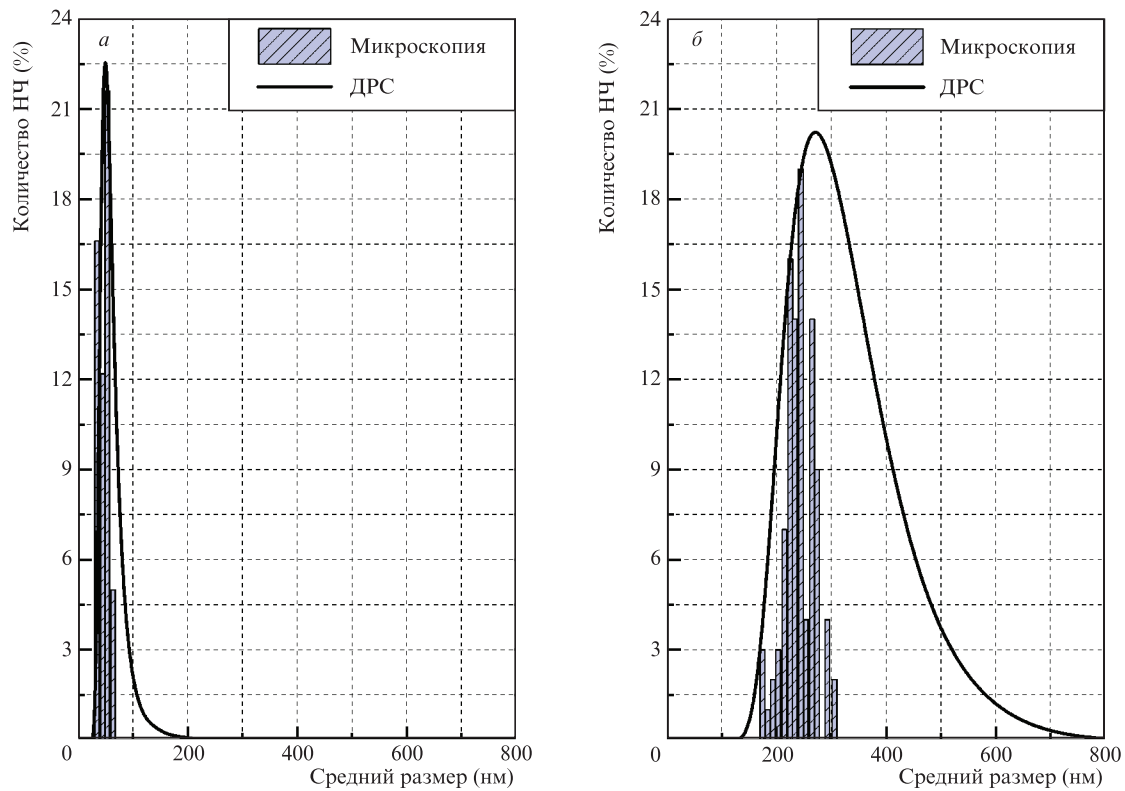 а
Микроскопия
ДРС
Количество НЧ (%)
24
21
18
15
12
9
6
3
0
200
400
600
800
Средний размер (нм)
б
Микроскопия
ДРС
Количество НЧ (%)
24
21
18
15
12
9
6
3
0
200
400
600
800
Средний размер (нм)